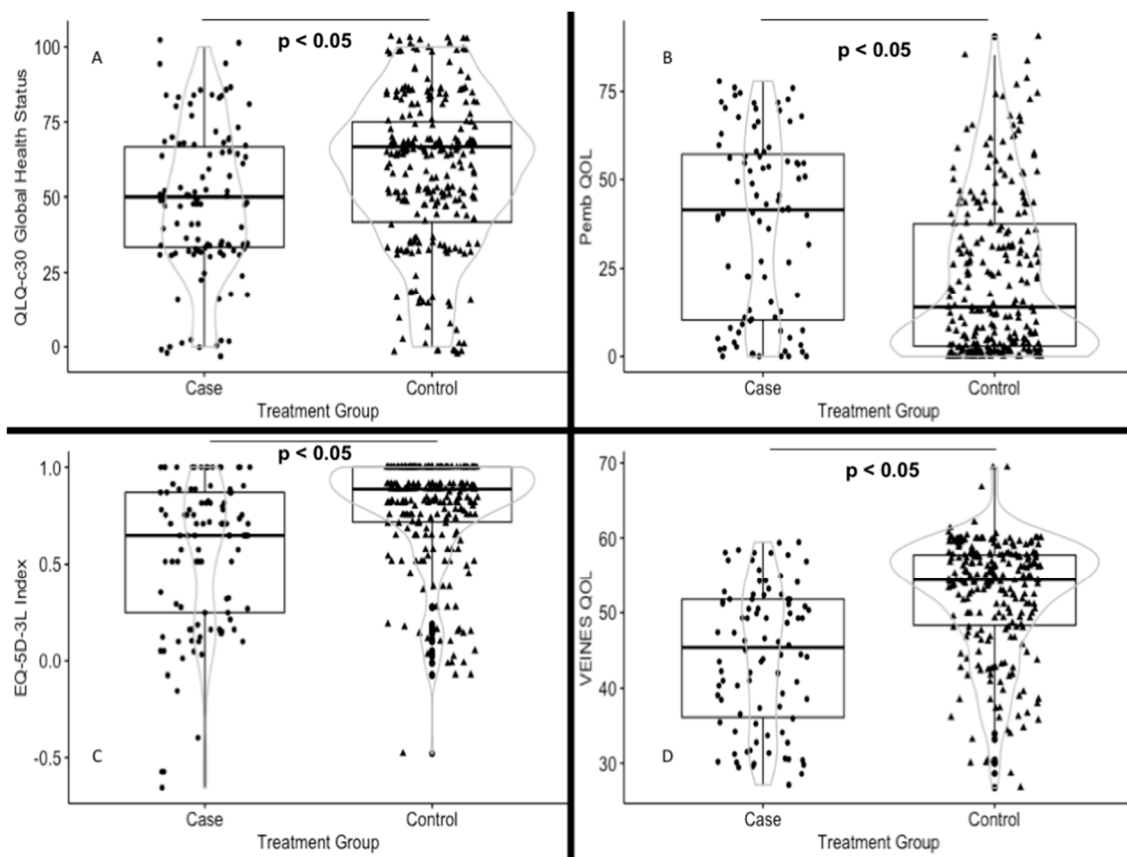 A
p < 0.05
QLQ-c30 Global Health Status
100
75
50
25
0
Case
Control
Treatment Group
B
p < 0.05
Pemb QOL
75
50
25
0
Case
Control
Treatment Group
p < 0.05
EQ-5D-3L Index
1.0
0.5
0.0
-0.5
C
Case
Control
Treatment Group
p < 0.05
VEINES QOL
70
60
50
40
30
D
Case
Control
Treatment Group